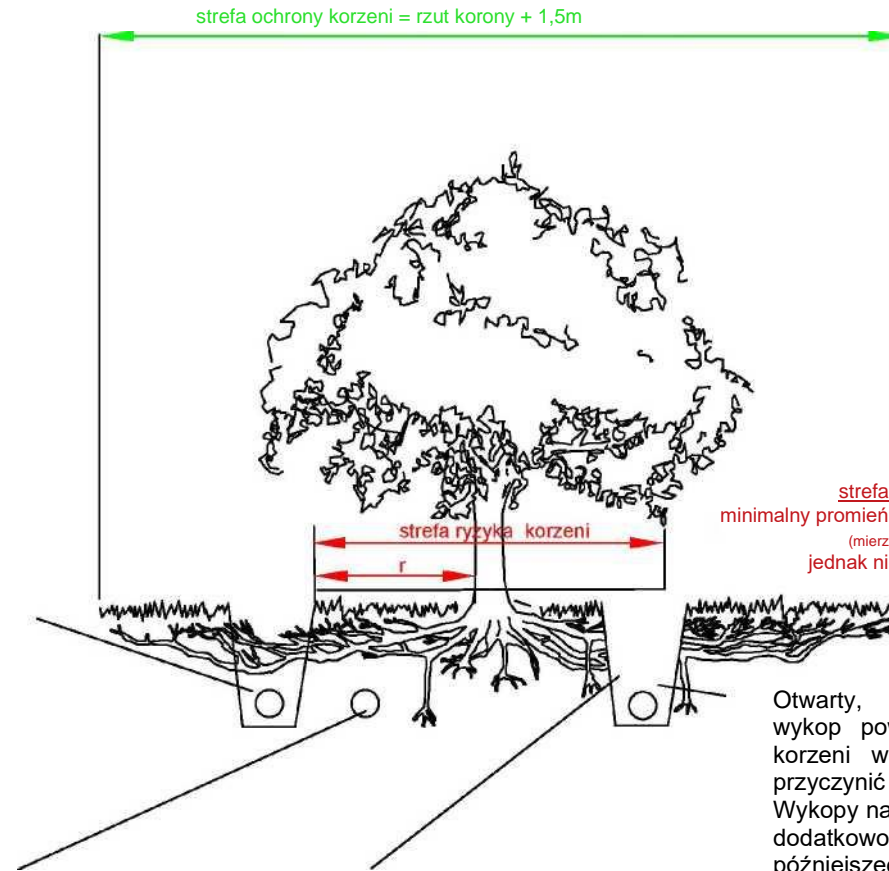 strefa ochrony korzeni = rzut korony + 1,5m
strefa
minimalny promień
(mierz
jednak ni
strefa ryzyka korzeni
r
Otwarty,
wykop pow
korzeni w
przyczynić
Wykopy na
dodatkowo
późniejszeg